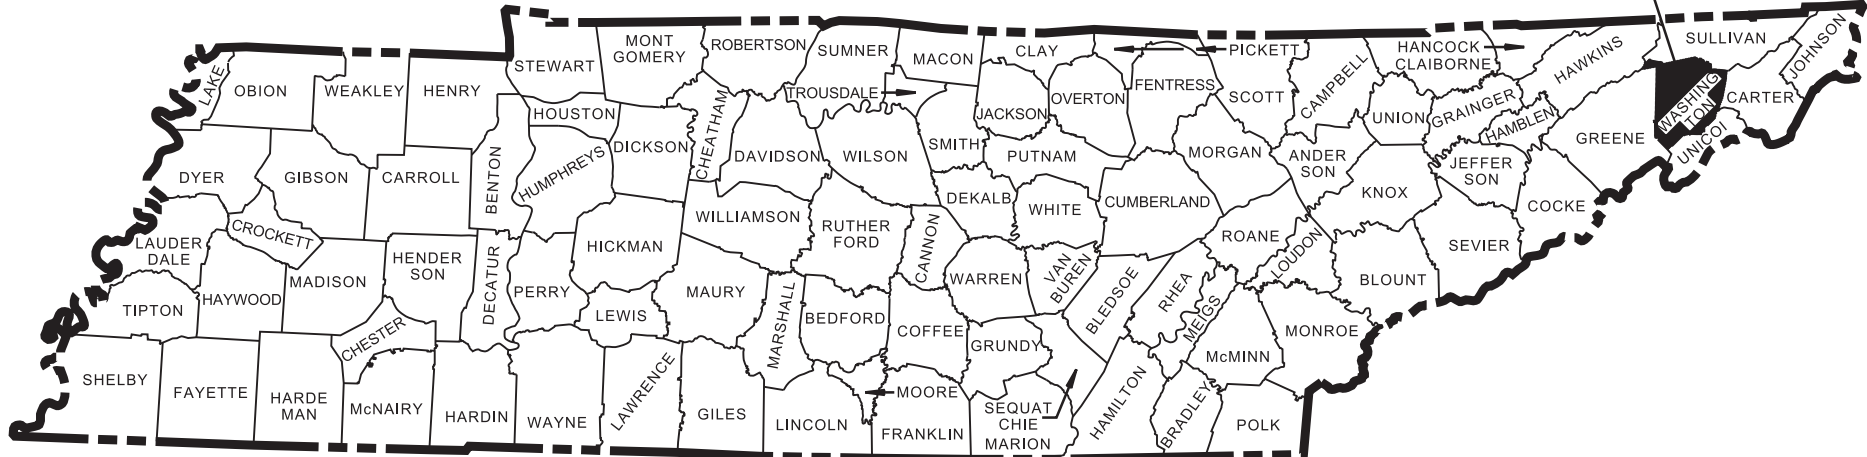 MONT
GOMERY
ROBERTSON
SUMNER
MACON
CLAY
PICKETT
HANCOCK
CLAIBORNE
HAWKINS
SULLIVAN
JOHNSON
STEWART
LAKE
OBION
WEAKLEY
HENRY
HOUSTON
CHEATHAM
TROUSDALE
JACKSON
OVERTON
FENTRESS
SCOTT
CAMPBELL
UNION
GRAINGER
HAMBLEN
GREENE
WASHING
TON
CARTER
UNICOI
DYER
GIBSON
CARROLL
BENTON
HUMPHREYS
DICKSON
DAVIDSON
WILSON
SMITH
PUTNAM
MORGAN
ANDER
SON
KNOX
JEFFER
SON
COCKE
CROCKETT
LAUDER
DALE
HAYWOOD
MADISON
HENDER
SON
DECATUR
PERRY
HICKMAN
WILLIAMSON
RUTHER
FORD
CANNON
DEKALB
WHITE
CUMBERLAND
ROANE
LOUDON
BLOUNT
SEVIER
TIPTON
CHESTER
LEWIS
MAURY
MARSHALL
BEDFORD
COFFEE
WARREN
VAN
BUREN
BLEDSOE
RHEA
MEIGS
McMINN
MONROE
SHELBY
FAYETTE
HARDE
MAN
McNAIRY
HARDIN
WAYNE
LAWRENCE
GILES
LINCOLN
MOORE
FRANKLIN
GRUNDY
SEQUAT
CHIE
MARION
HAMILTON
BRADLEY
POLK